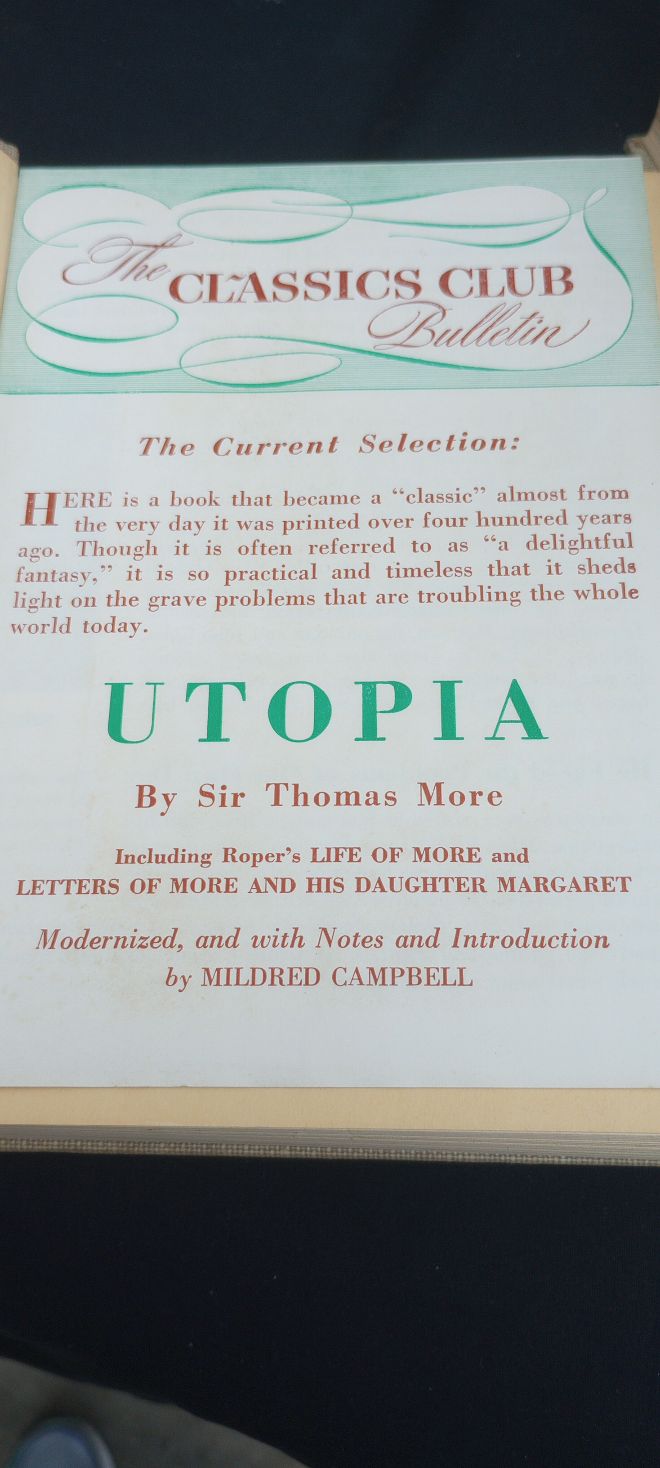 The CLASSICS CLUB
Bulletin
The Current Selection:
HERE is a book that became a “classic” almost from
the very day it was printed over four hundred years
ago. Though it is often referred to as “a delightful
fantasy,” it is so practical and timeless that it sheds
light on the grave problems that are troubling the whole
world today.
UTOPIA
By Sir Thomas More
Including Roper’s LIFE OF MORE and
LETTERS OF MORE AND HIS DAUGHTER MARGARET
Modernized, and with Notes and Introduction
by MILDRED CAMPBELL